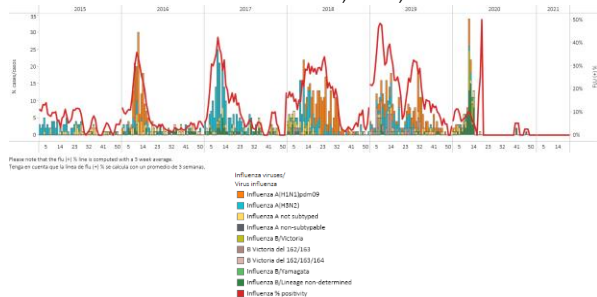 2015 2016 2017 2018 2019 2020 2021
35 50%
30
25 40%
20 30%
15 20%
10
5 10%
0 0%
5 14 23 32 41 50 5 14 23 32 41 50 5 14 23 32 41 50 5 14 23 32 41 50 5 14 23 32 41 50 5 14 23 32 41 50 5 14 23 32 41 50
Please note that the flu (+) % line is computed with a 3 week average.
Tenga en cuenta que la línea de flu (+) % se calcula con un promedio de 3 semanas.
Influenza viruses/
Virus influenza
Influenza A(H1N1)pdm09
Influenza A(H3N2)
Influenza A not subtyped
Influenza A non-subtypable
Influenza B/Victoria
B Victoria del 162/163
B Victoria del 162/163/164
Influenza B/Yamagata
Influenza B/Lineage non-determined
Influenza % positivity